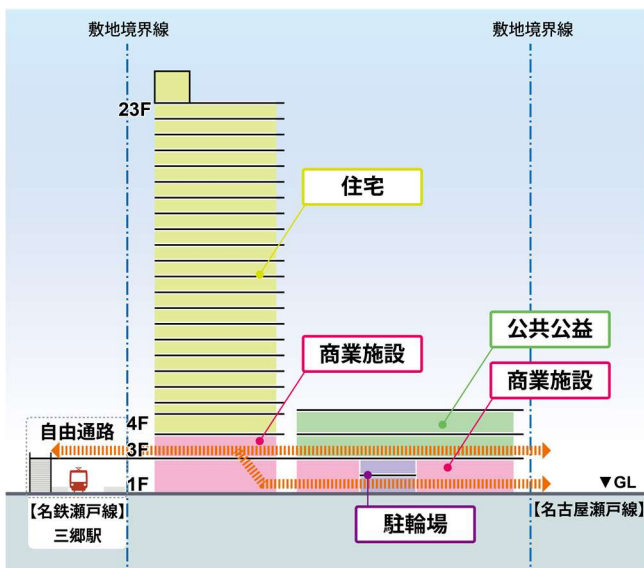 敷地境界線
敷地境界線
23F
住宅
公共公益
商業施設
商業施設
4F
自由通路
3F
1F
▼GL
【名鉄瀬戸線】
三郷駅
駐輪場
【名古屋瀬戸線】